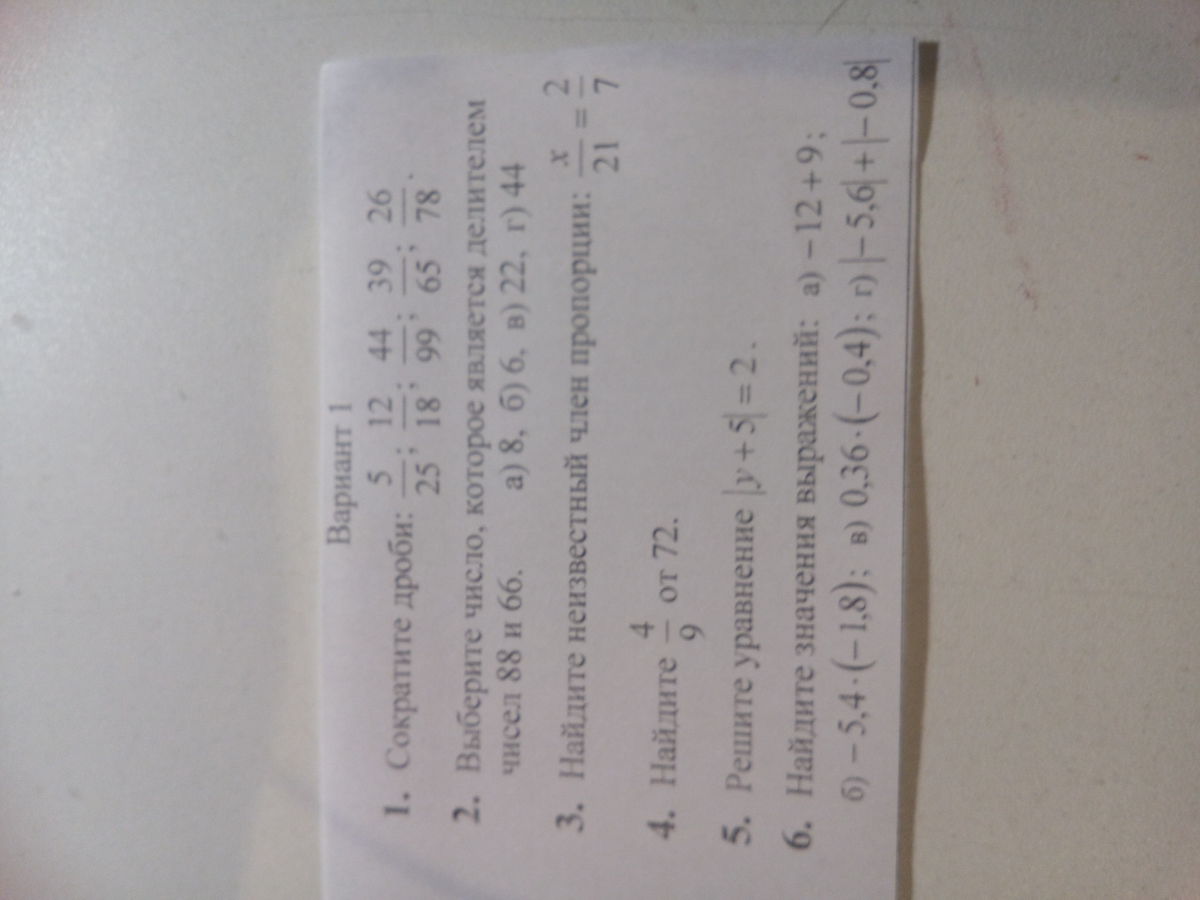 Вариант 1
1. Сократите дроби: 5/25; 12/18; 44/99; 39/65; 26/78.
2. Выберите число, которое является делителем
чисел 88 и 66. а) 8, б) 6, в) 22, г) 44
3. Найдите неизвестный член пропорции: x/21 = 2/7
4. Найдите 4/9 от 72.
5. Решите уравнение |y + 5| = 2.
6. Найдите значения выражений: а) −12 + 9;
б) −5,4·(−1,8); в) 0,36·(−0,4); г) |−5,6| + |−0,8|